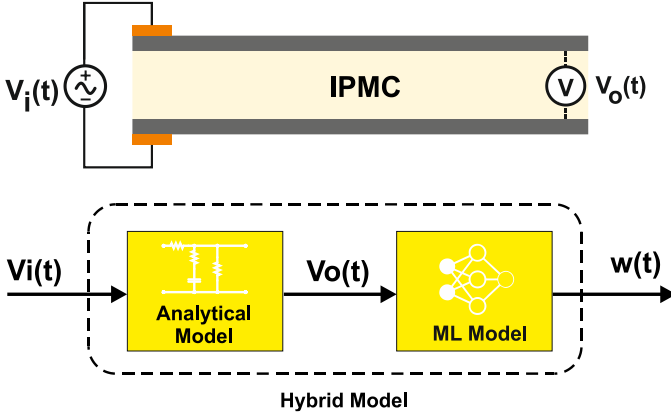 Vi(t)
IPMC
V
Vo(t)
Vi(t)
Analytical
Model
Vo(t)
ML Model
w(t)
Hybrid Model